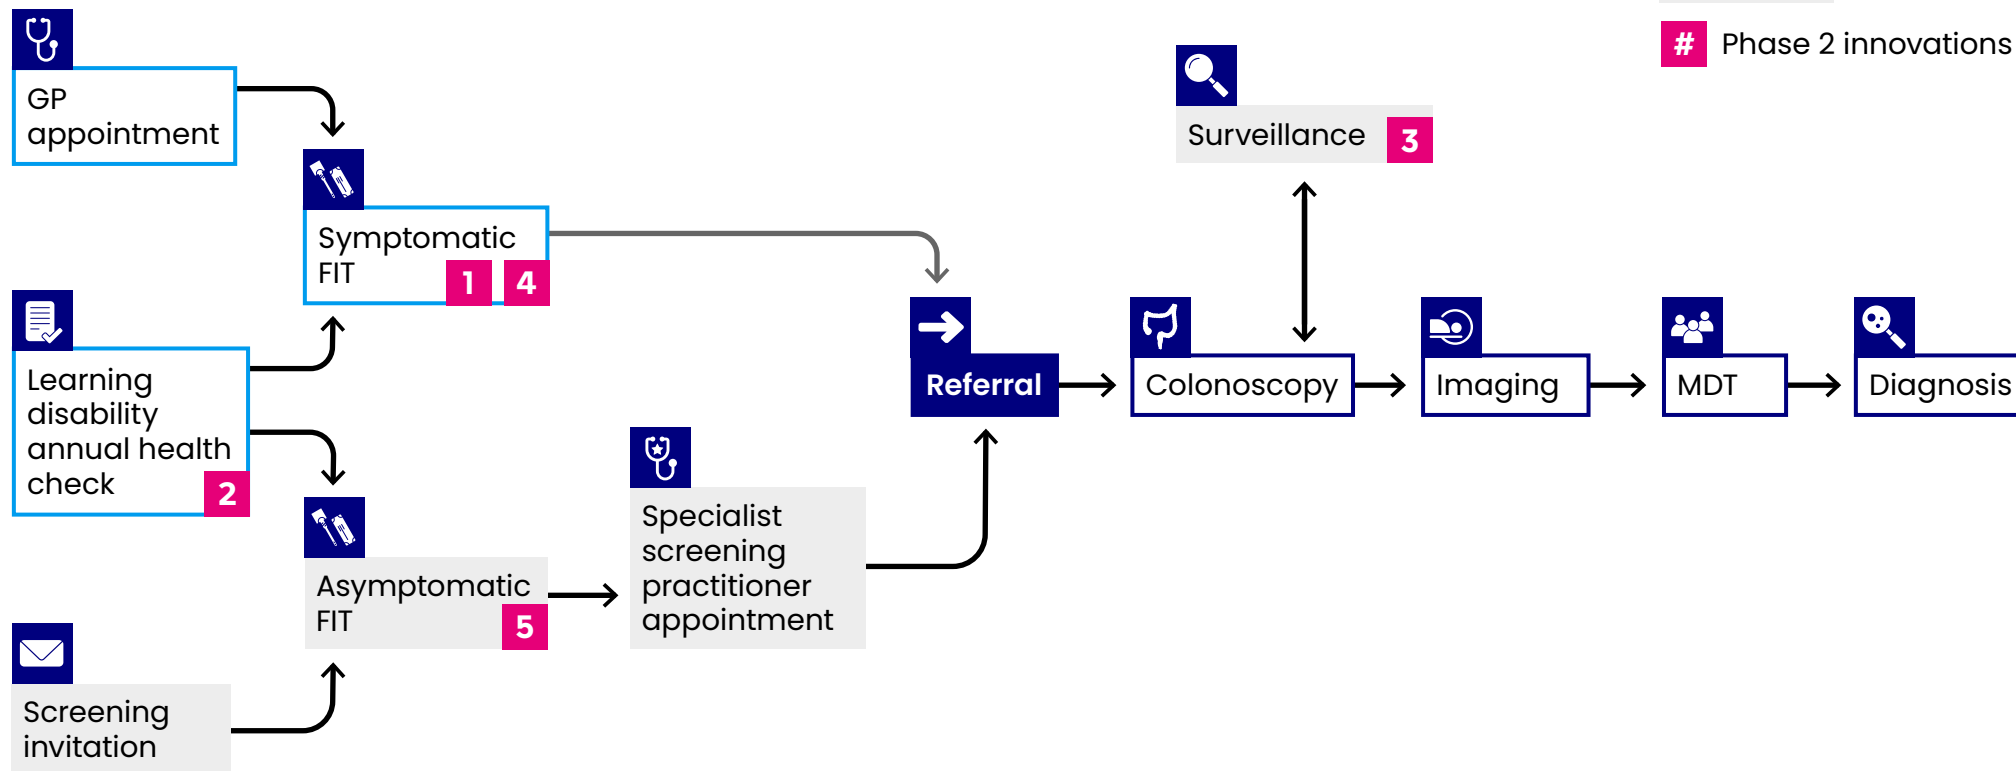 # Phase 2 innovations
GP
appointment
Surveillance 3
Symptomatic
FIT
1 4
Learning
disability
annual health
check
2
Referral
Colonoscopy
Imaging
MDT
Diagnosis
Specialist
screening
practitioner
appointment
Asymptomatic
FIT
5
Screening
invitation